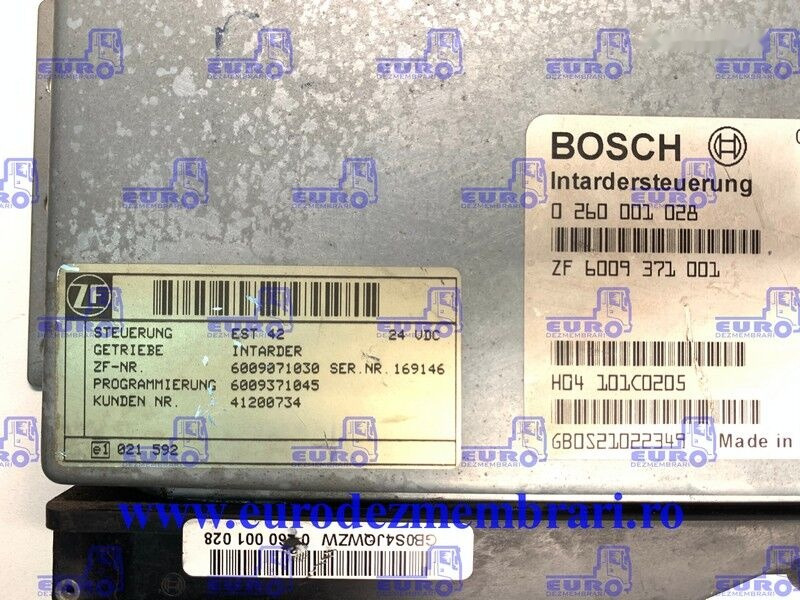 BOSCH
Intardersteuerung
0 260 001 028
ZF 6009 371 001
H04 101C0205
GB0S21022349 Made in
ZF
STEUERUNG EST 42 24 VDC
GETRIEBE INTARDER
ZF-NR. 6009071030 SER.NR. 169146
PROGRAMMIERUNG 6009371045
KUNDEN NR. 41200734
e1 021 592
www.eurodezmembrari.ro
GB0S4JQWZW 0 260 001 028
EURO
DEZMEMBRARI